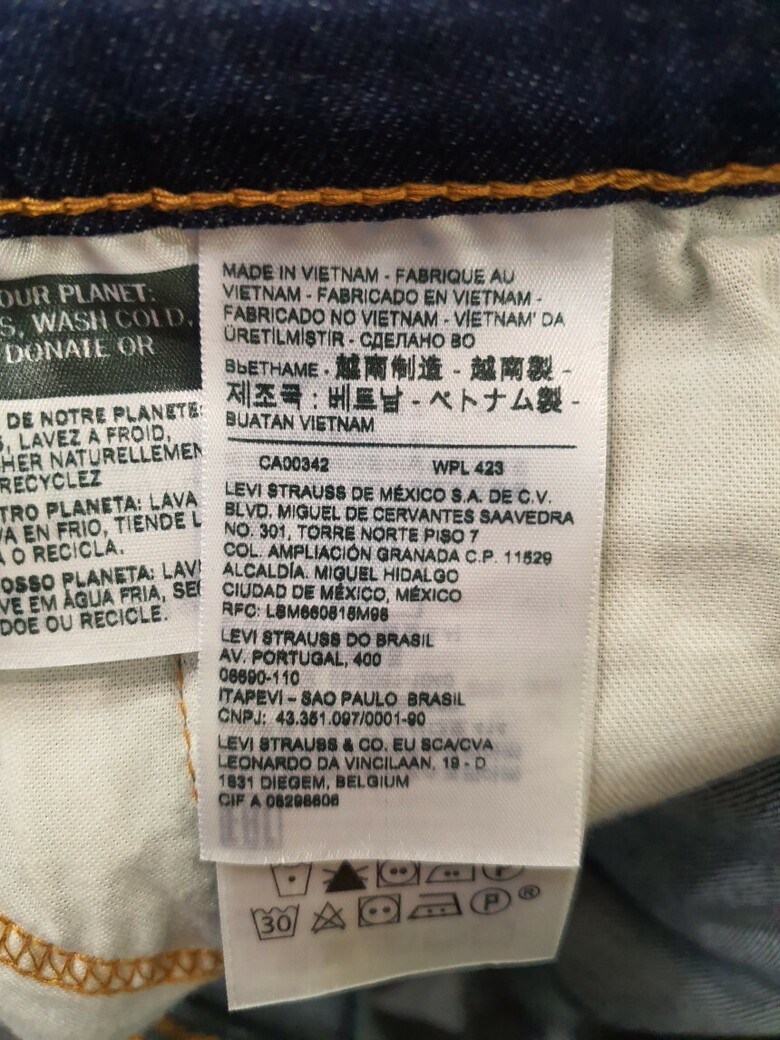 OUR PLANET:
S, WASH COLD,
DONATE OR
DE NOTRE PLANETE:
S, LAVEZ À FROID,
HER NATURELLEMEN
RECYCLEZ
TRO PLANETA: LAVA
VA EN FRIO, TIENDE L
A O RECICLA.
OSSO PLANETA: LAV
VE EM ÁGUA FRIA, SE
DOE OU RECICLE.
MADE IN VIETNAM - FABRIQUE AU
VIETNAM - FABRICADO EN VIETNAM -
FABRICADO NO VIETNAM - VİETNAM' DA
ÜRETİLMİŞTİR - СДЕЛАНО ВО
ВЬЕТНАМЕ - 越南制造 - 越南製 -
제조국 : 베트남 - ベトナム製 -
BUATAN VIETNAM
CA00342 WPL 423
LEVI STRAUSS DE MÉXICO S.A. DE C.V.
BLVD. MIGUEL DE CERVANTES SAAVEDRA
NO. 301, TORRE NORTE PISO 7
COL. AMPLIACIÓN GRANADA C.P. 11529
ALCALDÍA. MIGUEL HIDALGO
CIUDAD DE MÉXICO, MÉXICO
RFC: LSM660815M98
LEVI STRAUSS DO BRASIL
AV. PORTUGAL, 400
06690-110
ITAPEVI – SAO PAULO BRASIL
CNPJ: 43.351.097/0001-90
LEVI STRAUSS & CO. EU SCA/CVA
LEONARDO DA VINCILAAN, 19 - D
1831 DIEGEM, BELGIUM
CIF A 08298606
30 P ®